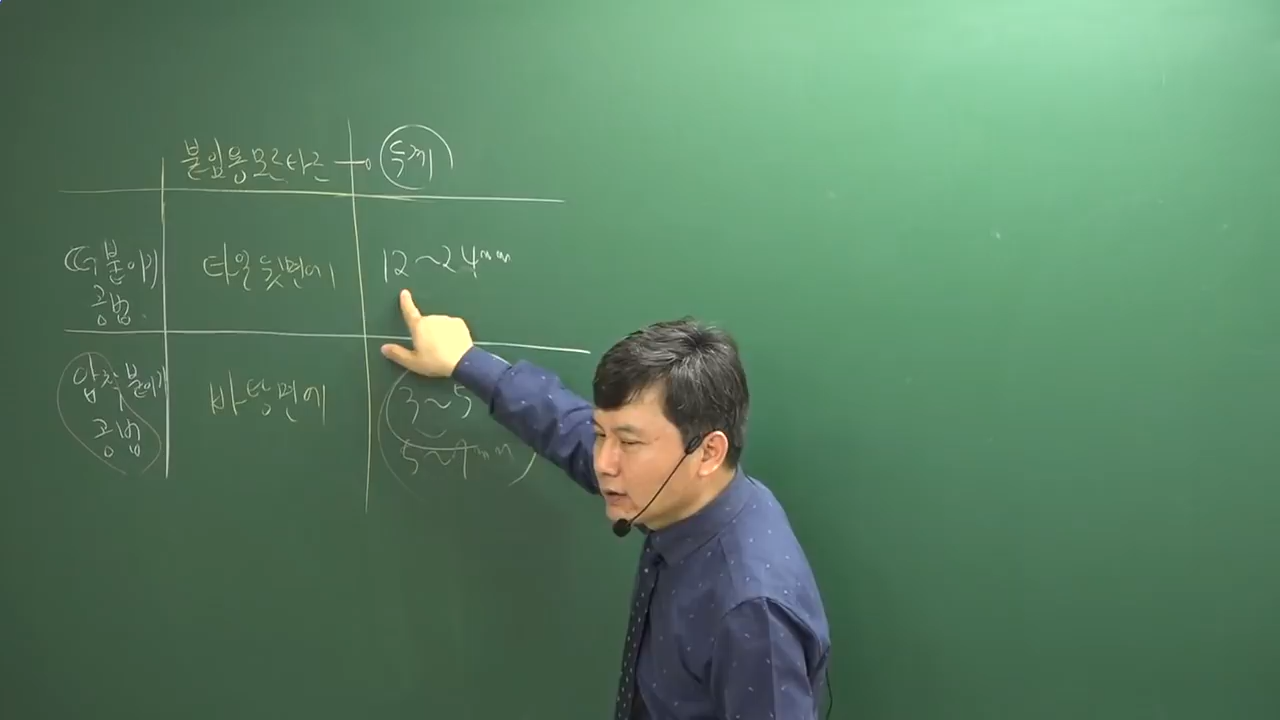 붙임용 모르타르 두께
떠붙이기 타일 뒷면에 12~24mm
공법
압착붙이기 바탕면에 3~5
공법 5~7mm